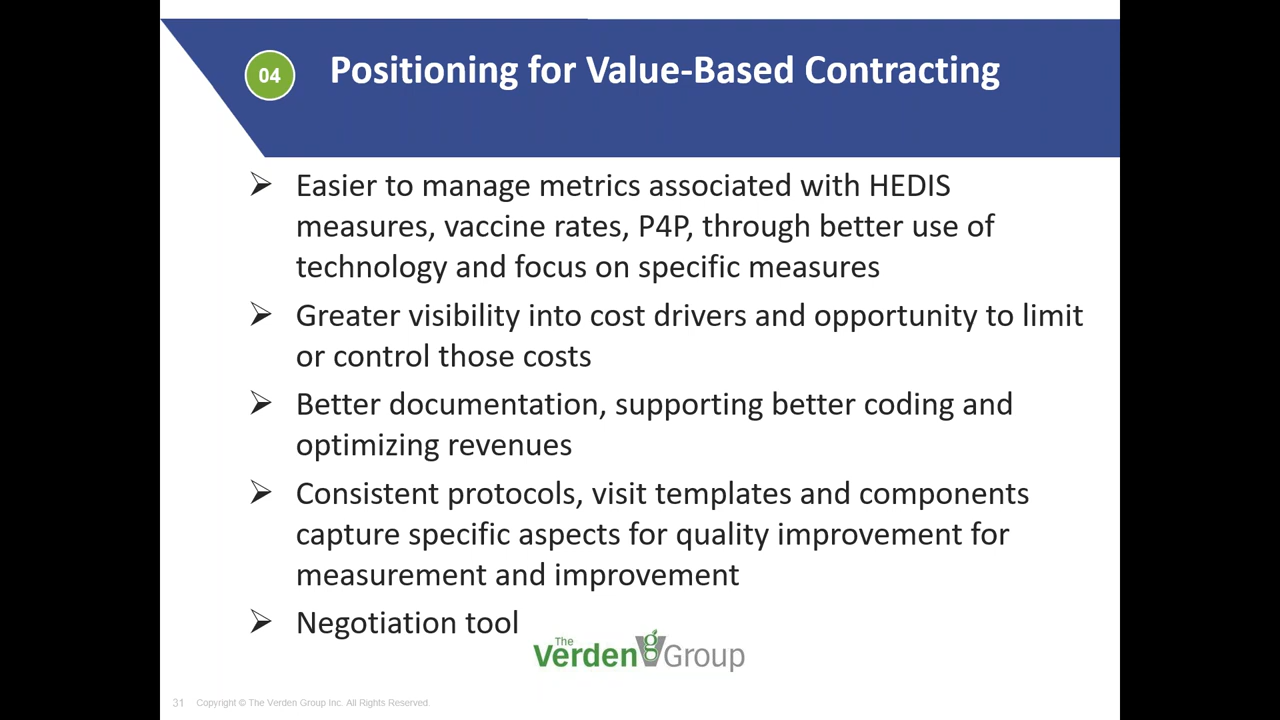 04
Positioning for Value-Based Contracting
➢ Easier to manage metrics associated with HEDIS
measures, vaccine rates, P4P, through better use of
technology and focus on specific measures
➢ Greater visibility into cost drivers and opportunity to limit
or control those costs
➢ Better documentation, supporting better coding and
optimizing revenues
➢ Consistent protocols, visit templates and components
capture specific aspects for quality improvement for
measurement and improvement
➢ Negotiation tool
The
Verden Group
31 Copyright © The Verden Group Inc. All Rights Reserved.